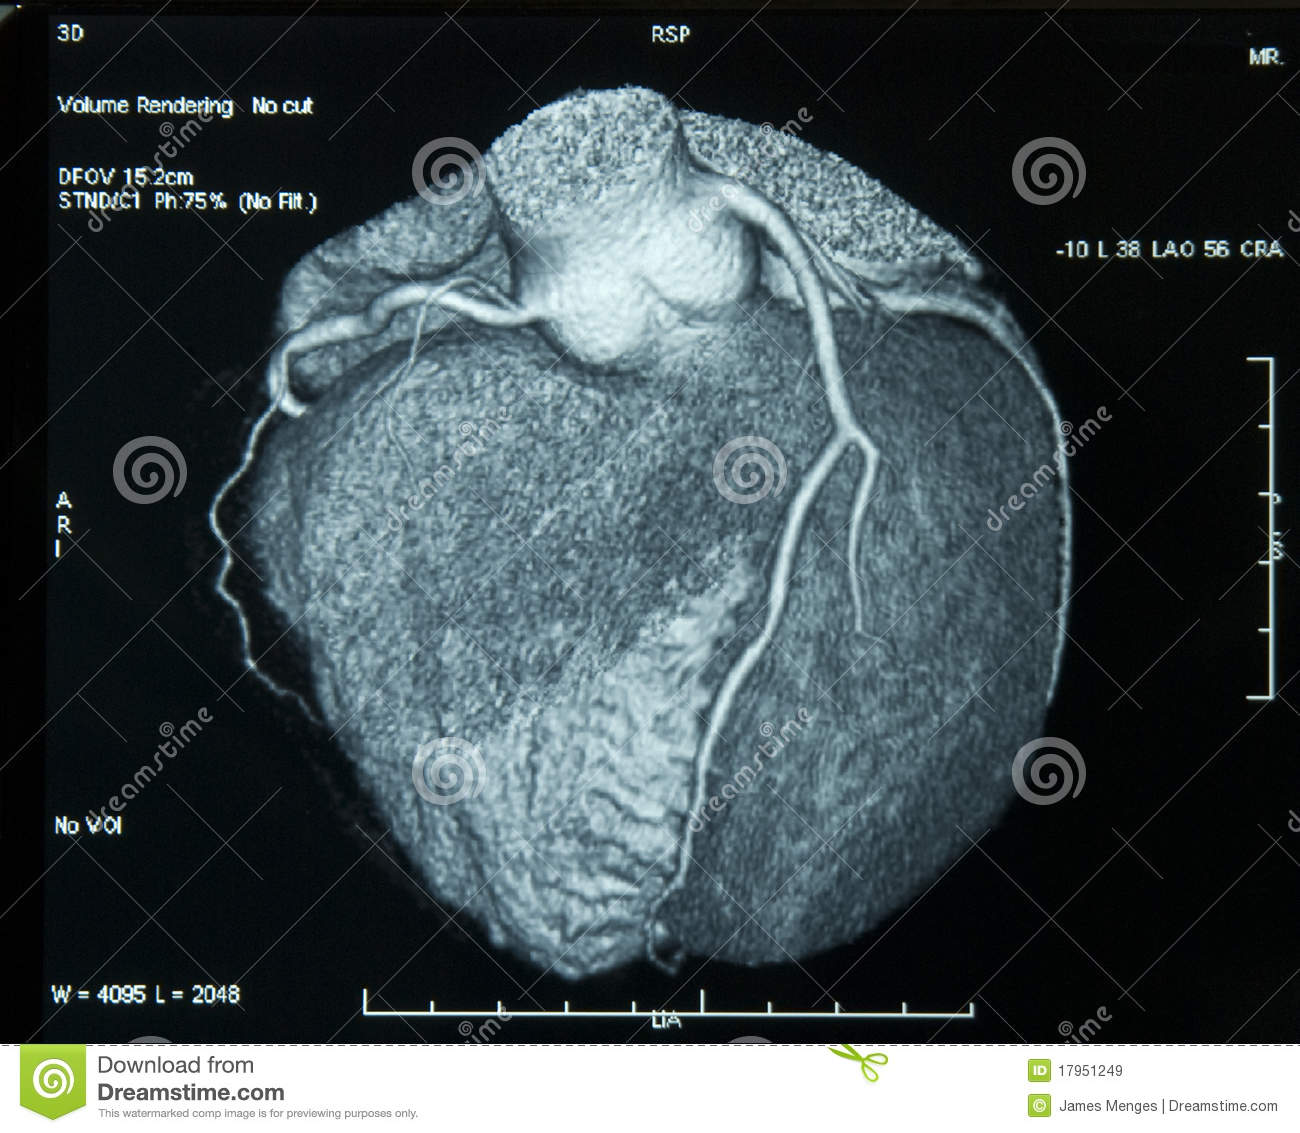 3D
RSP
MR.
Volume Rendering No cut
DFOV 15.2cm
STND/C1 Ph:75% (No Filt.)
-10 L 38 LAO 56 CRA
A
R
I
No VOI
W = 4095 L = 2048
LIA
dreamstime
Download from
Dreamstime.com
This watermarked comp image is for previewing purposes only.
ID 17951249
© James Menges | Dreamstime.com